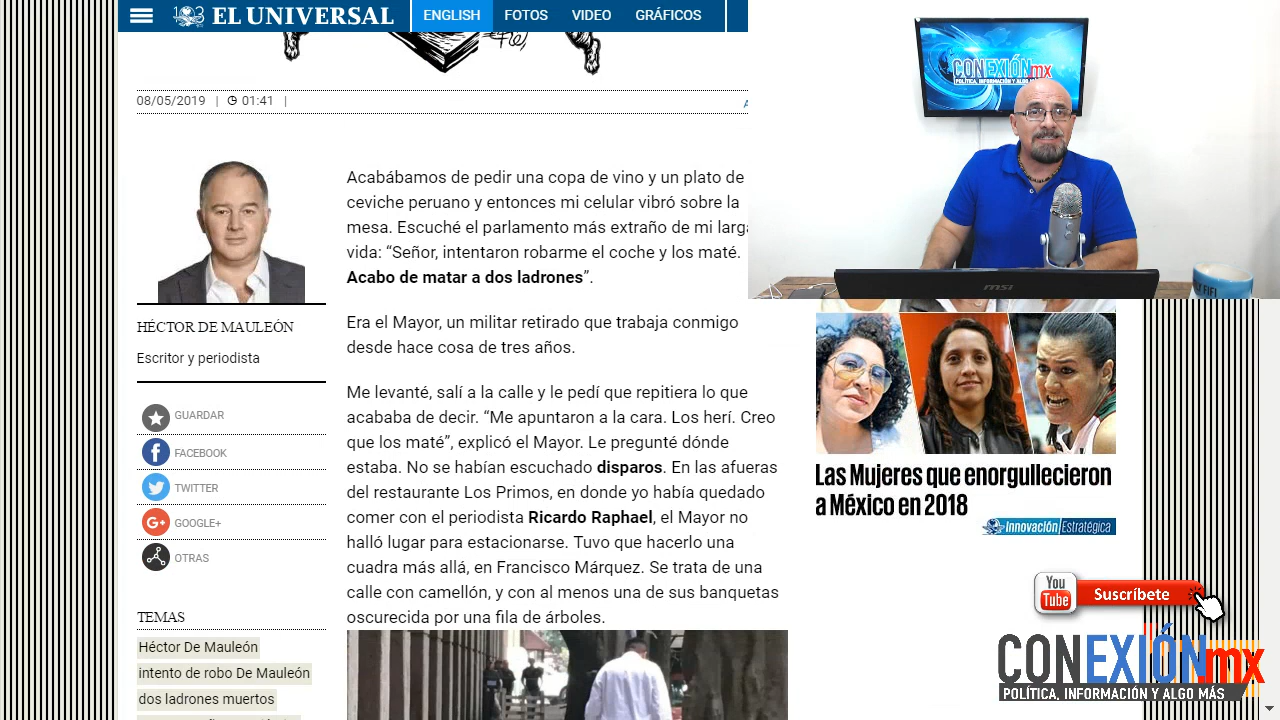 EL UNIVERSAL
ENGLISH
FOTOS
VIDEO
GRÁFICOS
08/05/2019 | 01:41 |
CONEXIÓNmx
POLÍTICA, INFORMACIÓN Y ALGO MÁS
msi
HÉCTOR DE MAULEÓN
Escritor y periodista
GUARDAR
FACEBOOK
TWITTER
GOOGLE+
OTRAS
TEMAS
Héctor De Mauleón
intento de robo De Mauleón
dos ladrones muertos
Acabábamos de pedir una copa de vino y un plato de
ceviche peruano y entonces mi celular vibró sobre la
mesa. Escuché el parlamento más extraño de mi larga
vida: “Señor, intentaron robarme el coche y los maté.
Acabo de matar a dos ladrones”.
Era el Mayor, un militar retirado que trabaja conmigo
desde hace cosa de tres años.
Me levanté, salí a la calle y le pedí que repitiera lo que
acababa de decir. “Me apuntaron a la cara. Los herí. Creo
que los maté”, explicó el Mayor. Le pregunté dónde
estaba. No se habían escuchado disparos. En las afueras
del restaurante Los Primos, en donde yo había quedado
comer con el periodista Ricardo Raphael, el Mayor no
halló lugar para estacionarse. Tuvo que hacerlo una
cuadra más allá, en Francisco Márquez. Se trata de una
calle con camellón, y con al menos una de sus banquetas
oscurecida por una fila de árboles.
Las Mujeres que enorgullecieron
a México en 2018
Innovación Estratégica
You
Tube
Suscríbete
CONEXIÓNmx
POLÍTICA, INFORMACIÓN Y ALGO MÁS